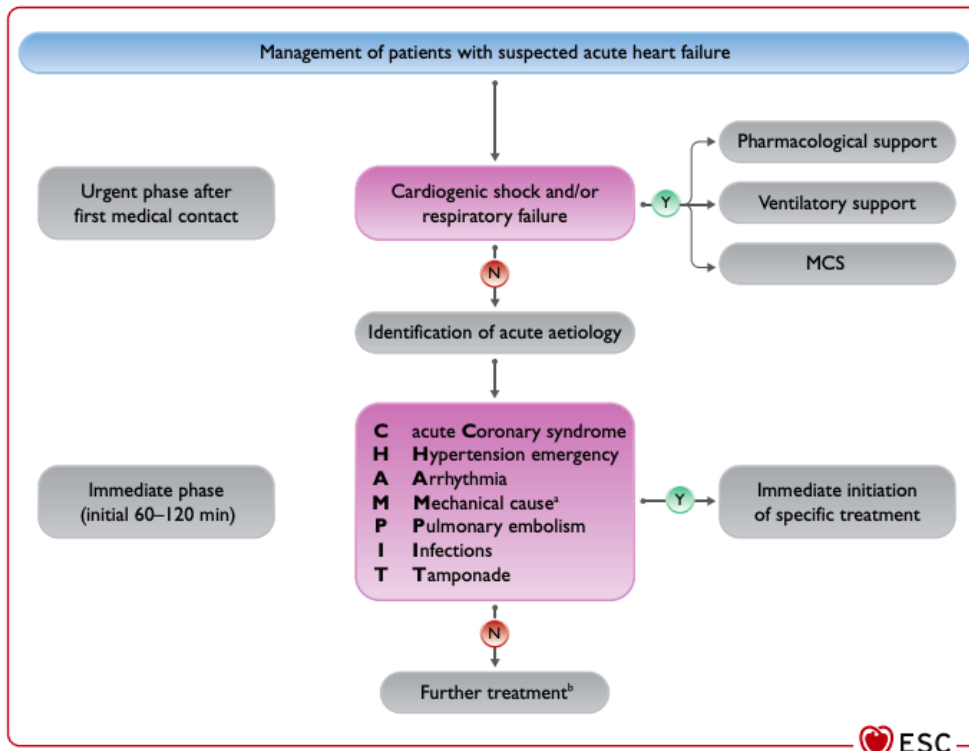 Management of patients with suspected acute heart failure
Pharmacological support
Urgent phase after
first medical contact
Cardiogenic shock and/or
respiratory failure
Y
Ventilatory support
MCS
N
Identification of acute aetiology
C acute Coronary syndrome
H Hypertension emergency
A Arrhythmia
M Mechanical causeᵃ
P Pulmonary embolism
I Infections
T Tamponade
Immediate phase
(initial 60–120 min)
Y
Immediate initiation
of specific treatment
N
Further treatmentᵇ
ESC